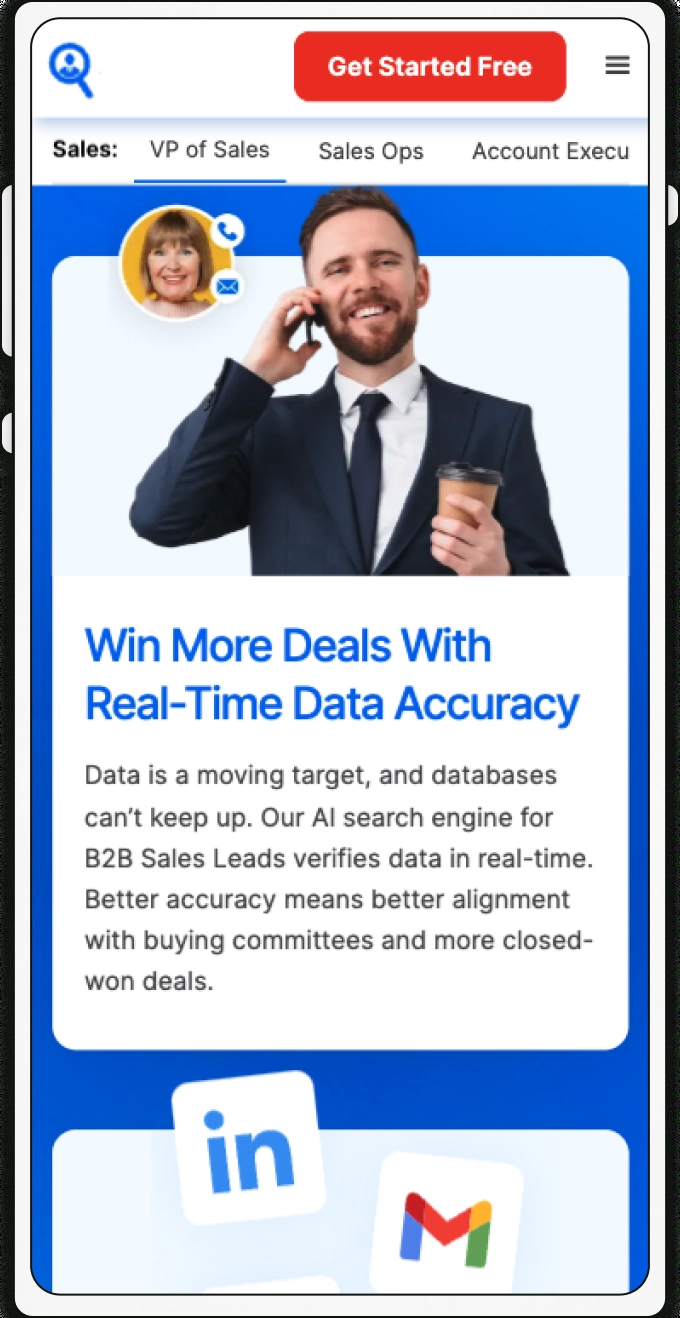 Get Started Free
Sales: VP of Sales Sales Ops Account Execu
Win More Deals With
Real-Time Data Accuracy
Data is a moving target, and databases
can’t keep up. Our AI search engine for
B2B Sales Leads verifies data in real-time.
Better accuracy means better alignment
with buying committees and more closed-
won deals.
in